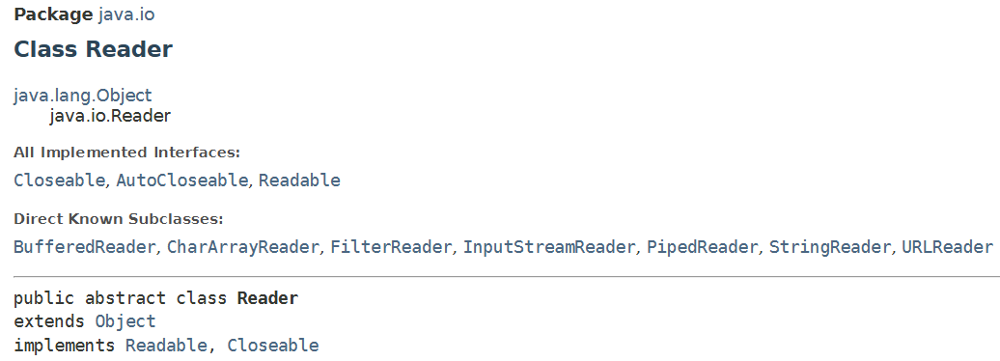 Package java.io
Class Reader
java.lang.Object
java.io.Reader
All Implemented Interfaces:
Closeable, AutoCloseable, Readable
Direct Known Subclasses:
BufferedReader, CharArrayReader, FilterReader, InputStreamReader, PipedReader, StringReader, URLReader
public abstract class Reader
extends Object
implements Readable, Closeable